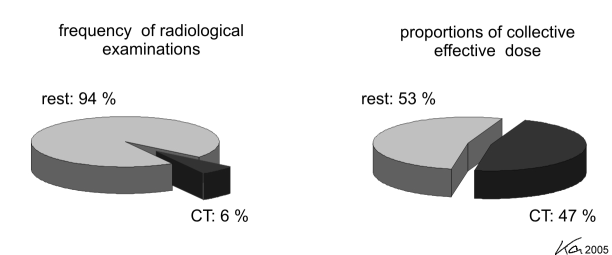 frequency of radiological
examinations
rest: 94 %
CT: 6 %
proportions of collective
effective dose
rest: 53 %
CT: 47 %
2005